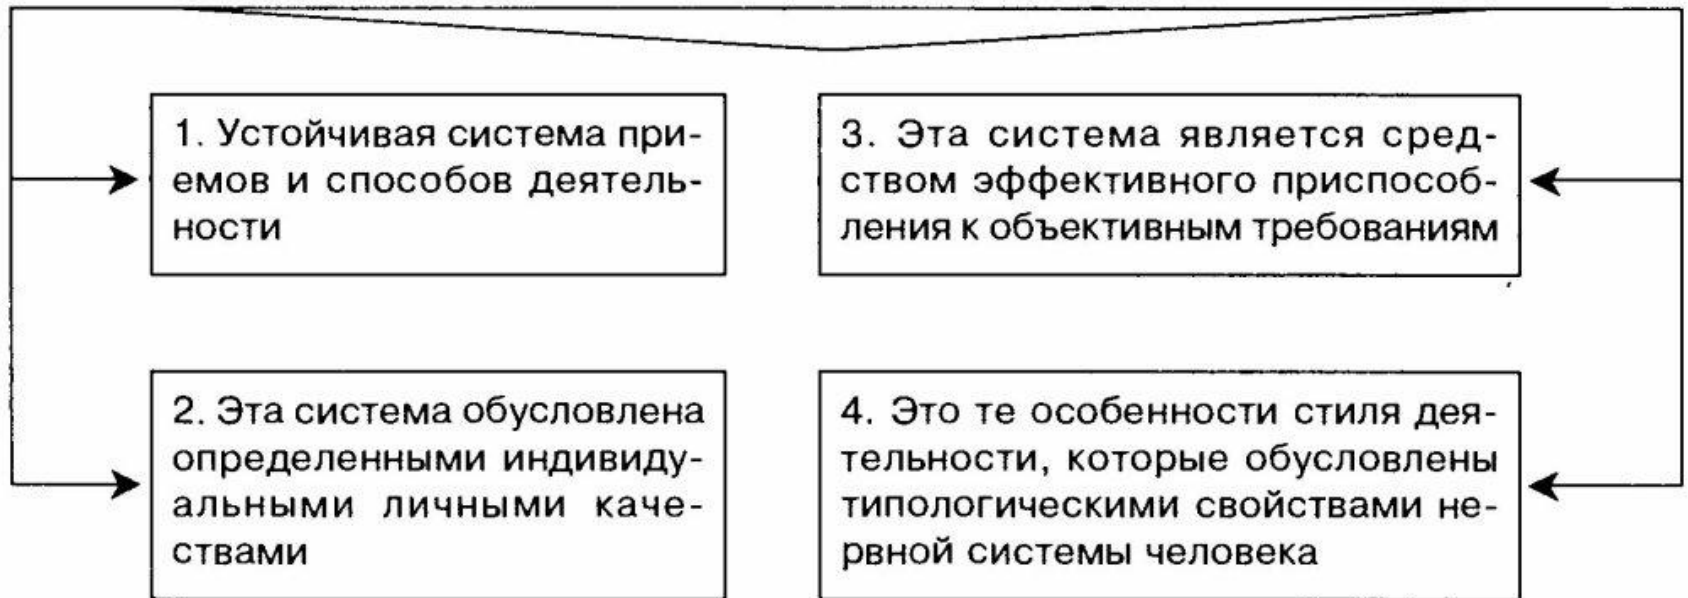 1. Устойчивая система при-
емов и способов деятель-
ности
2. Эта система обусловлена
определенными индивиду-
альными личными каче-
ствами
3. Эта система является сред-
ством эффективного приспособ-
ления к объективным требованиям
4. Это те особенности стиля дея-
тельности, которые обусловлены
типологическими свойствами не-
рвной системы человека